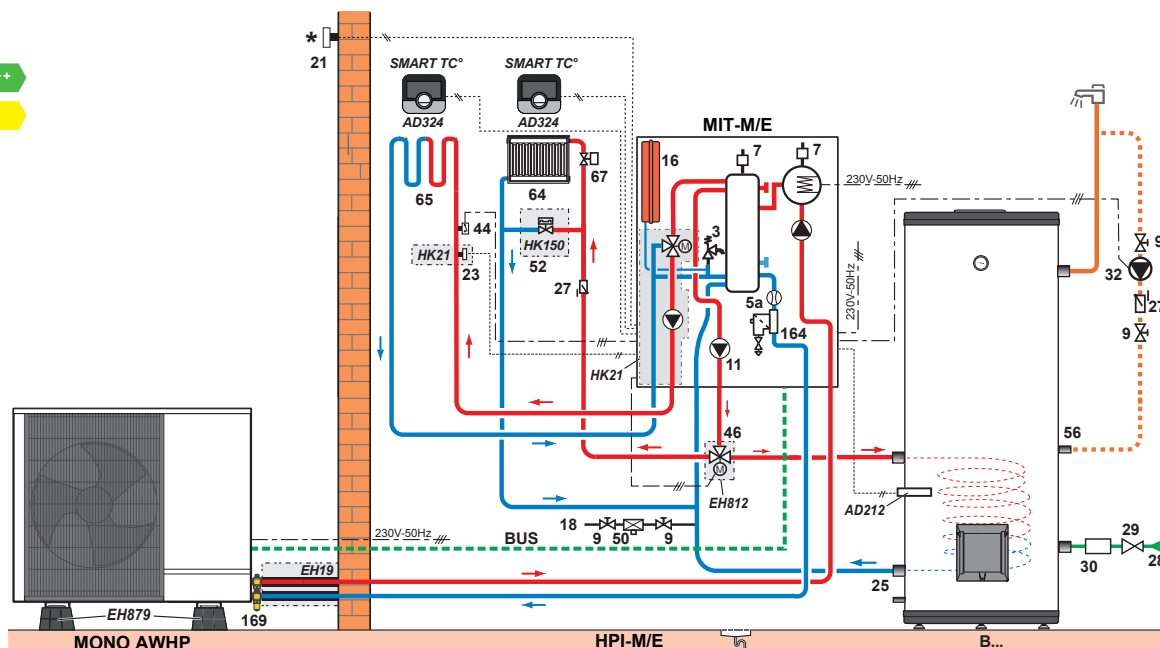 ++
*
21
SMART TC°
AD324
SMART TC°
AD324
MIT-M/E
16
7
7
230V-50Hz
67
64
65
3
44
HK150
52
HK21
23
27
5a
164
230V-50Hz
11
HK21
9
32
27
9
46
M
M
EH812
56
AD212
18
9
50
9
BUS
230V-50Hz
29
30
28
25
EH19
EH879
169
MONO AWHP
HPI-M/E
B...